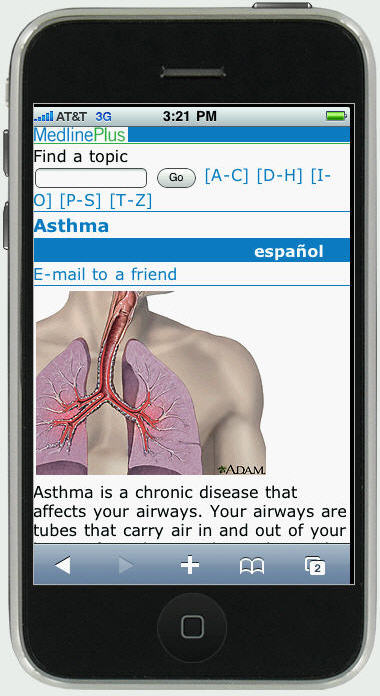 AT&T 3G 3:21 PM
MedlinePlus
Find a topic
Go [A-C] [D-H] [I-
O] [P-S] [T-Z]
Asthma
español
E-mail to a friend
ADAM.
Asthma is a chronic disease that
affects your airways. Your airways are
tubes that carry air in and out of your
2